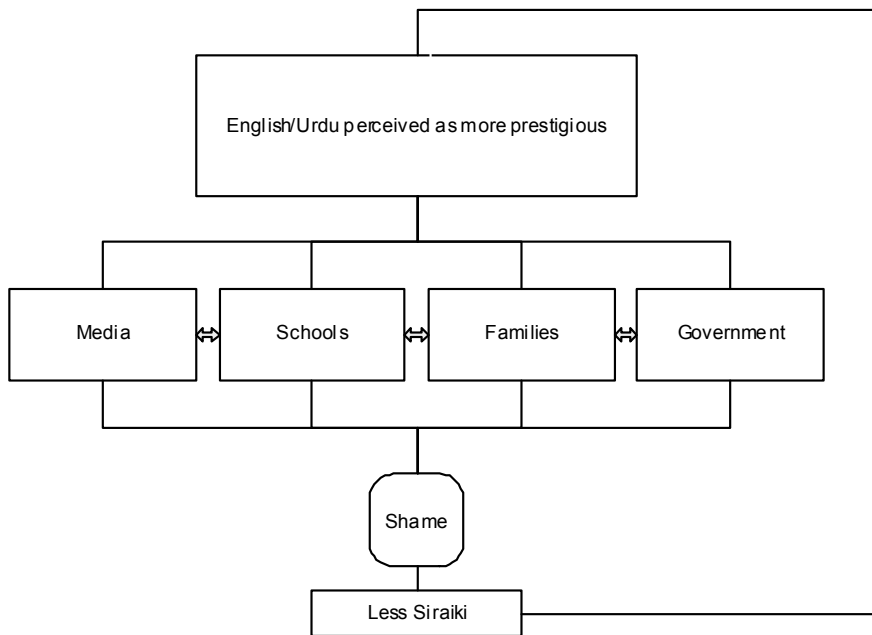 English/Urdu perceived as more prestigious
Media
Schools
Families
Government
Shame
Less Siraiki